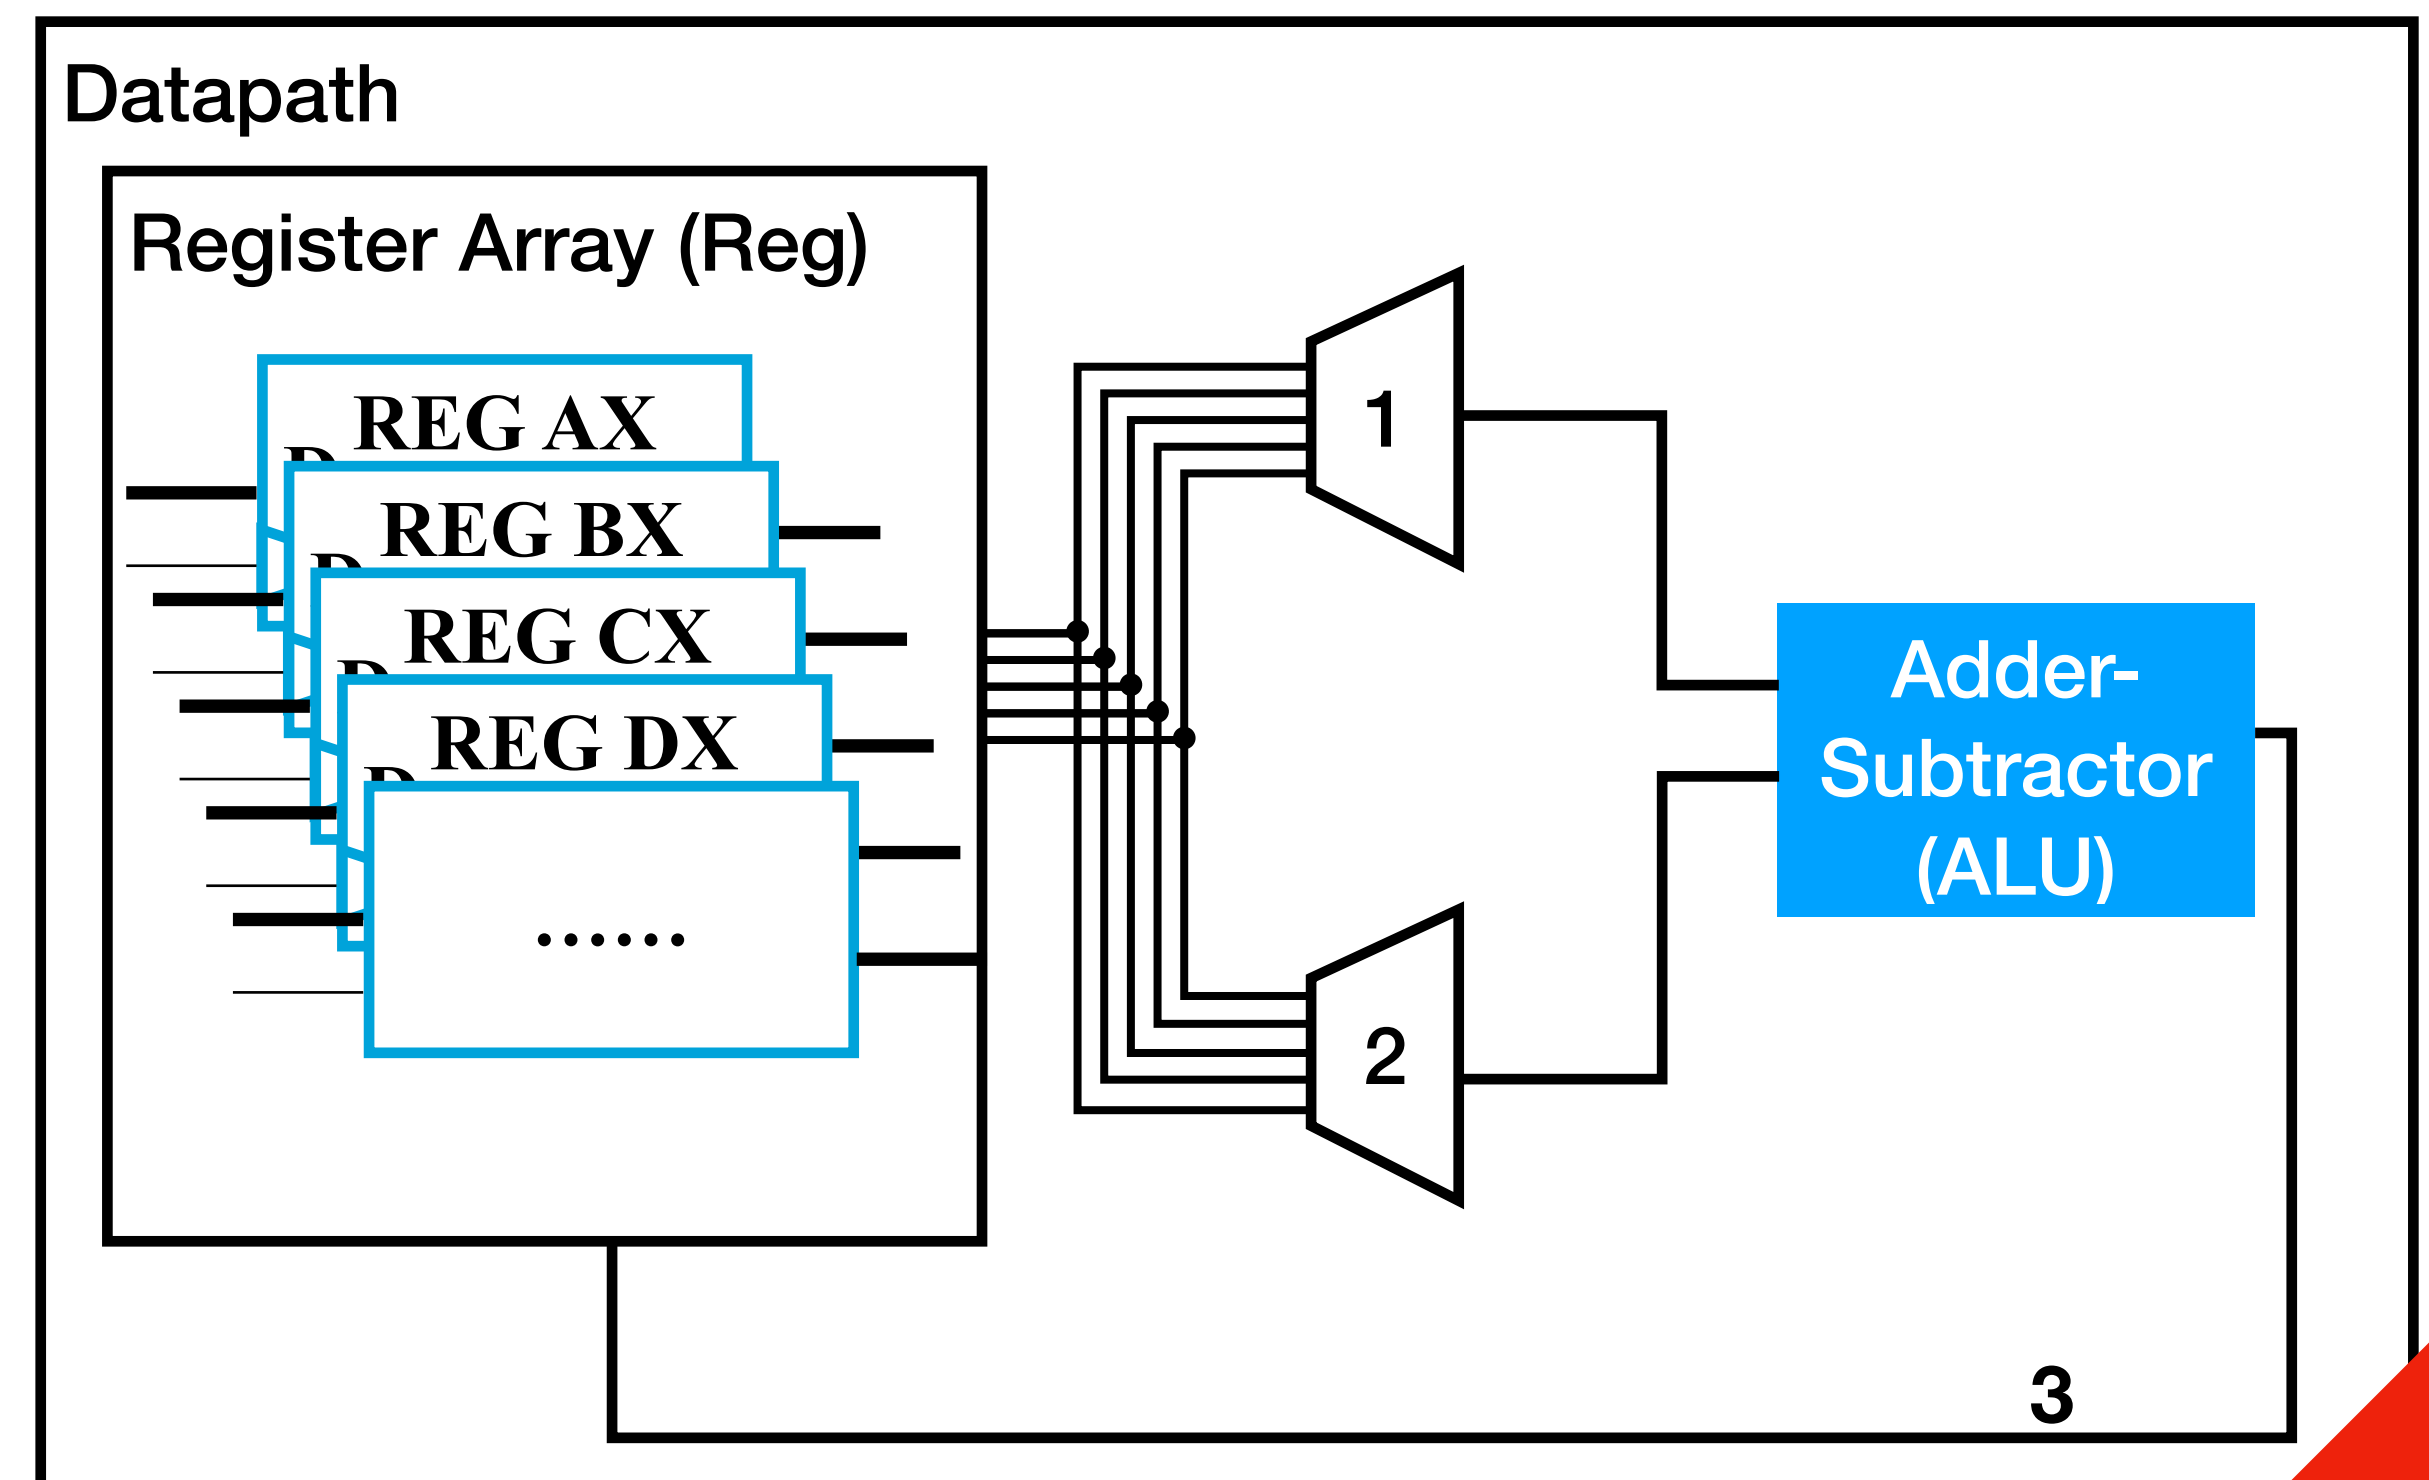 Datapath
Register Array (Reg)
REG AX
REG BX
REG CX
REG DX
.......
1
2
Adder-
Subtractor
(ALU)
3